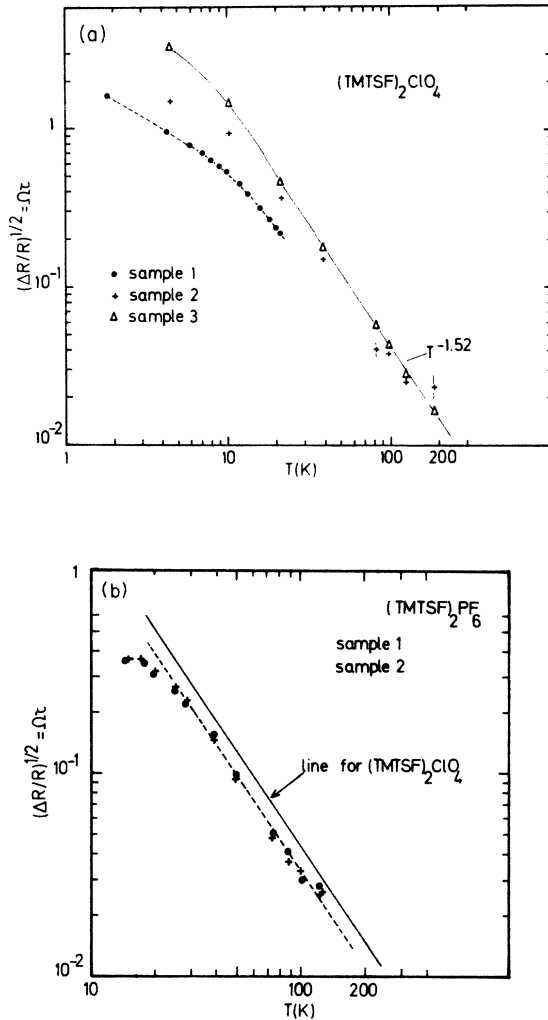 (a)
(TMTSF)₂ClO₄
(ΔR/R)^1/2 = Ωτ
1
10⁻¹
10⁻²
• sample 1
+ sample 2
Δ sample 3
T^-1.52
1
10
100
200
T(K)
(b)
(TMTSF)₂PF₆
sample 1
sample 2
line for (TMTSF)₂ClO₄
(ΔR/R)^1/2 = Ωτ
1
10⁻¹
10⁻²
10
100
200
T(K)